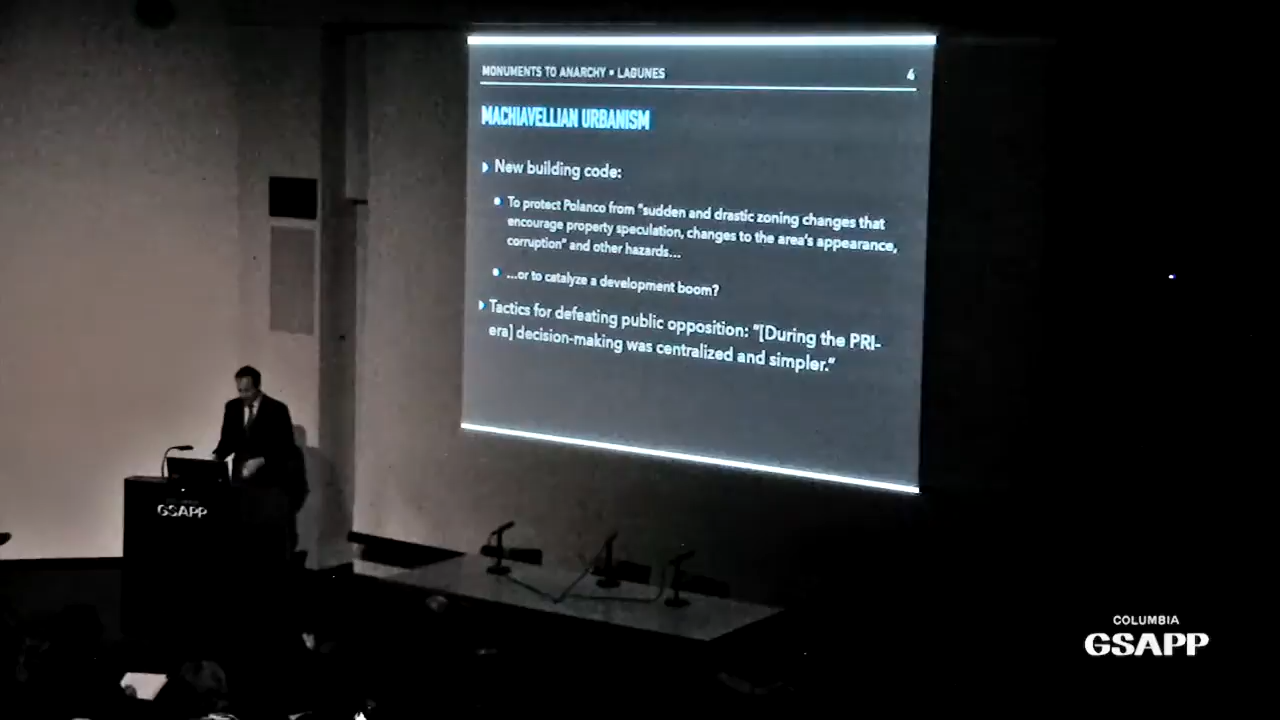 MONUMENTS TO ANARCHY • LAGUNES 4
MACHIAVELLIAN URBANISM
New building code:
To protect Polanco from "sudden and drastic zoning changes that
encourage property speculation, changes to the area's appearance,
corruption" and other hazards...
...or to catalyze a development boom?
Tactics for defeating public opposition: "[During the PRI-
era] decision-making was centralized and simpler."
GSAPP
COLUMBIA
GSAPP